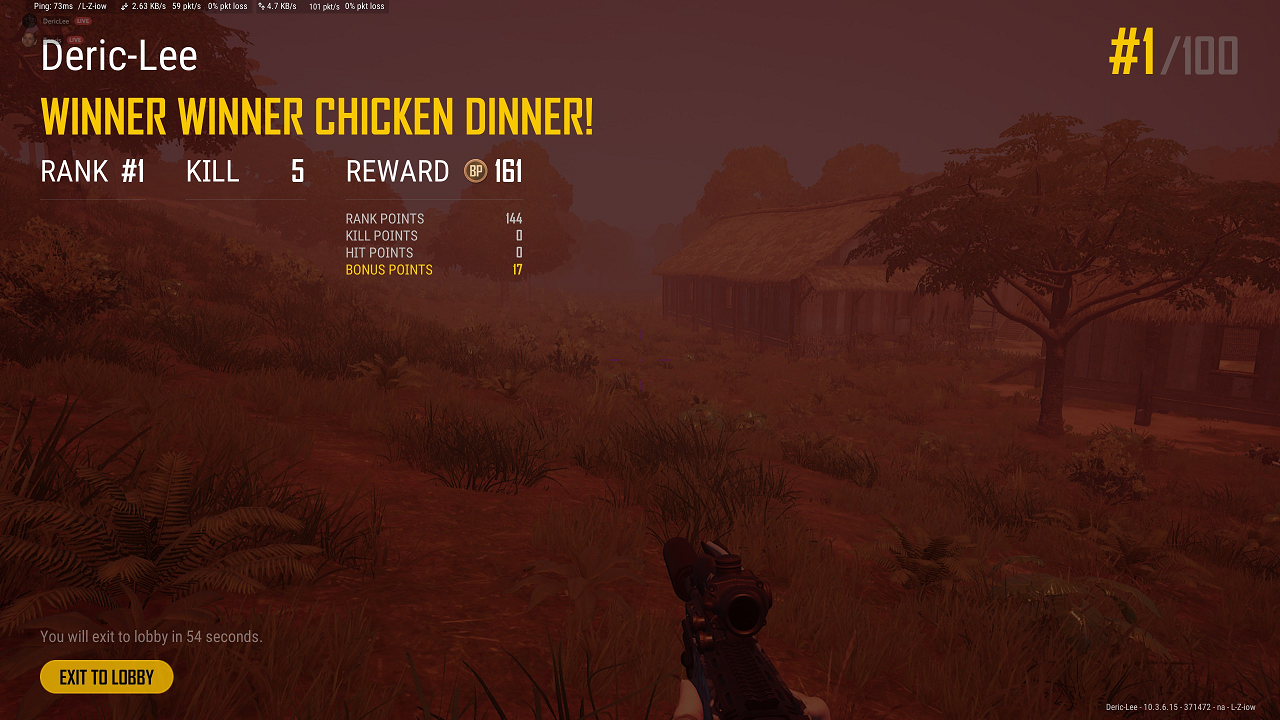 Ping: 73ms /L-Z-iow 2.63 KB/s 59 pkt/s 0% pkt loss 4.7 KB/s 101 pkt/s 0% pkt loss
DericLee LIVE
LIVE
Deric-Lee
#1/100
WINNER WINNER CHICKEN DINNER!
RANK #1 KILL 5 REWARD BP 161
RANK POINTS 144
KILL POINTS 0
HIT POINTS 0
BONUS POINTS 17
You will exit to lobby in 54 seconds.
EXIT TO LOBBY
Deric-Lee - 10.3.6.15 - 371472 - na - L-Z-iow